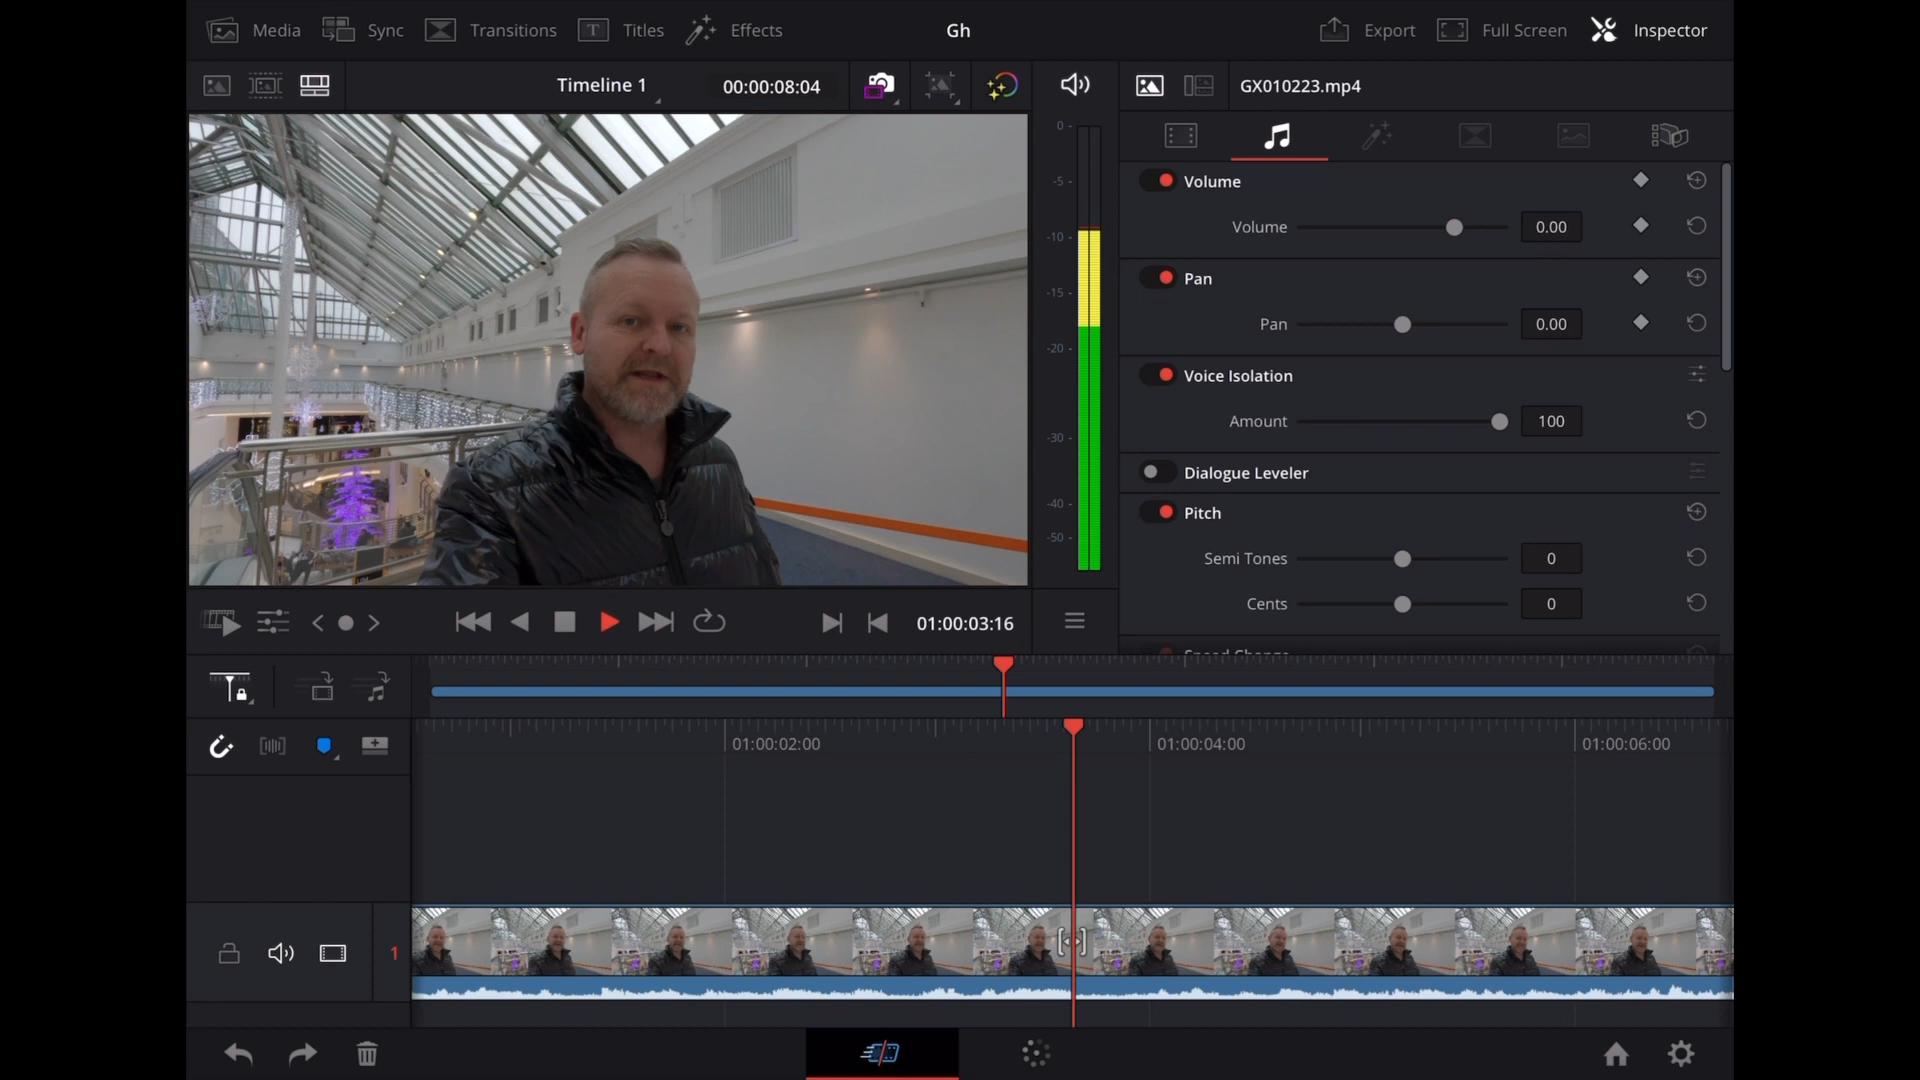 Media Sync Transitions T Titles Effects Gh Export Full Screen Inspector
Timeline 1 00:00:08:04 GX010223.mp4
0 -
-5 -
-10 -
-15 -
-20 -
-30 -
-40 -
-50 -
Volume
Volume 0.00
Pan
Pan 0.00
Voice Isolation
Amount 100
Dialogue Leveler
Pitch
Semi Tones 0
Cents 0
Speed Change
01:00:03:16
01:00:02:00 01:00:04:00 01:00:06:00
1